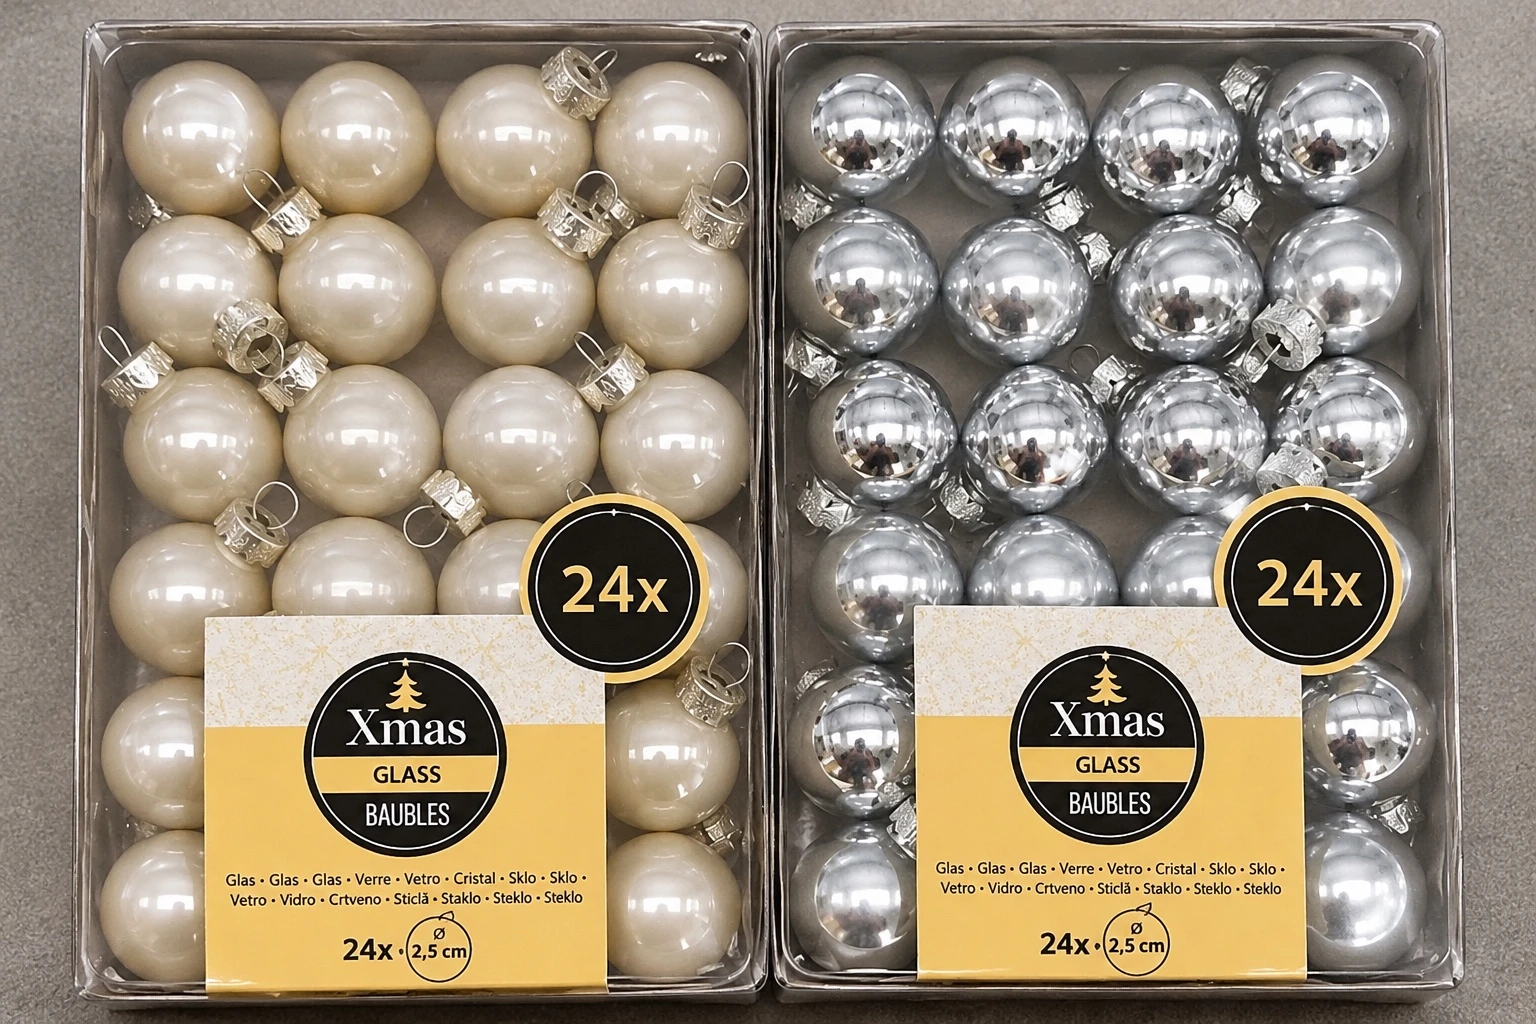 24x
Xmas
GLASS
BAUBLES
Glas • Glas • Glas • Verre • Vetro • Cristal • Sklo • Sklo •
Vetro • Vidro • Crtveno • Sticlă • Staklo • Steklo • Steklo
24x • Ø 2,5 cm
24x
Xmas
GLASS
BAUBLES
Glas • Glas • Glas • Verre • Vetro • Cristal • Sklo • Sklo •
Vetro • Vidro • Crtveno • Sticlă • Staklo • Steklo • Steklo
24x • Ø 2,5 cm